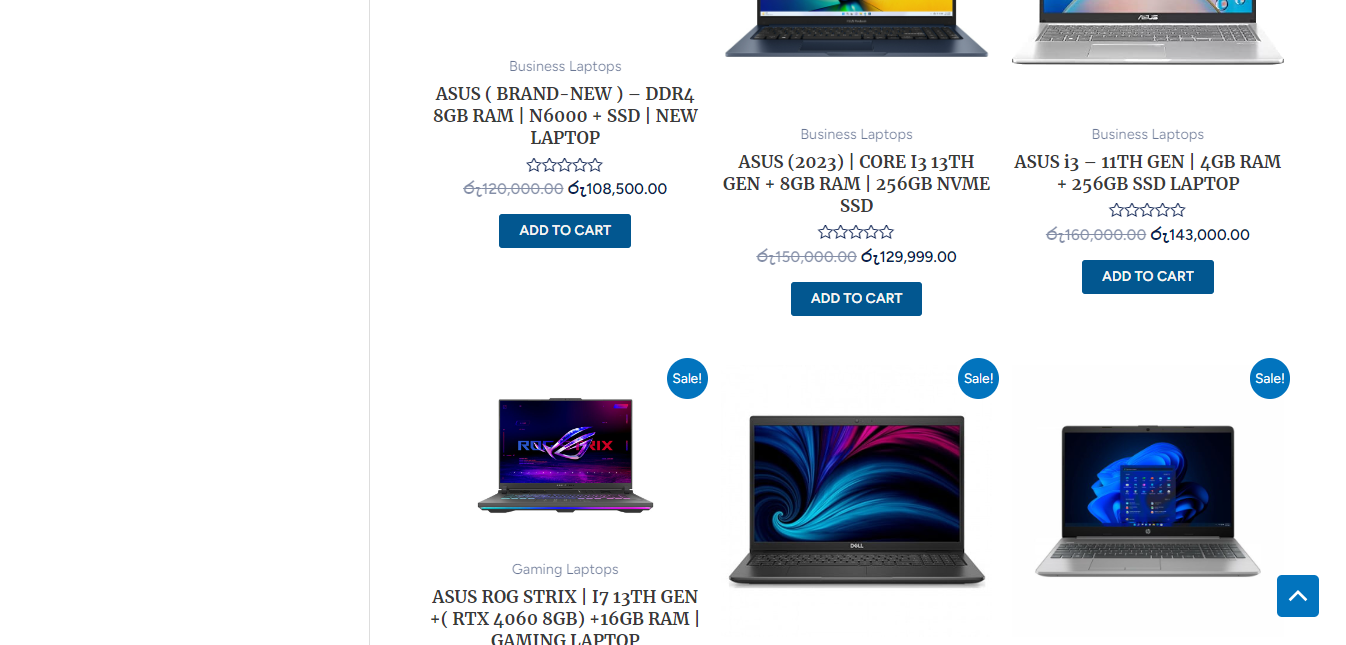 Business Laptops
ASUS ( BRAND-NEW ) – DDR4
8GB RAM | N6000 + SSD | NEW
LAPTOP
රු120,000.00 රු108,500.00
ADD TO CART
Business Laptops
ASUS (2023) | CORE I3 13TH
GEN + 8GB RAM | 256GB NVME
SSD
රු150,000.00 රු129,999.00
ADD TO CART
ASUS
Business Laptops
ASUS i3 – 11TH GEN | 4GB RAM
+ 256GB SSD LAPTOP
රු160,000.00 රු143,000.00
ADD TO CART
Sale!
Gaming Laptops
ASUS ROG STRIX | I7 13TH GEN
+( RTX 4060 8GB) +16GB RAM |
GAMING LAPTOP
Sale!
DELL
Sale!